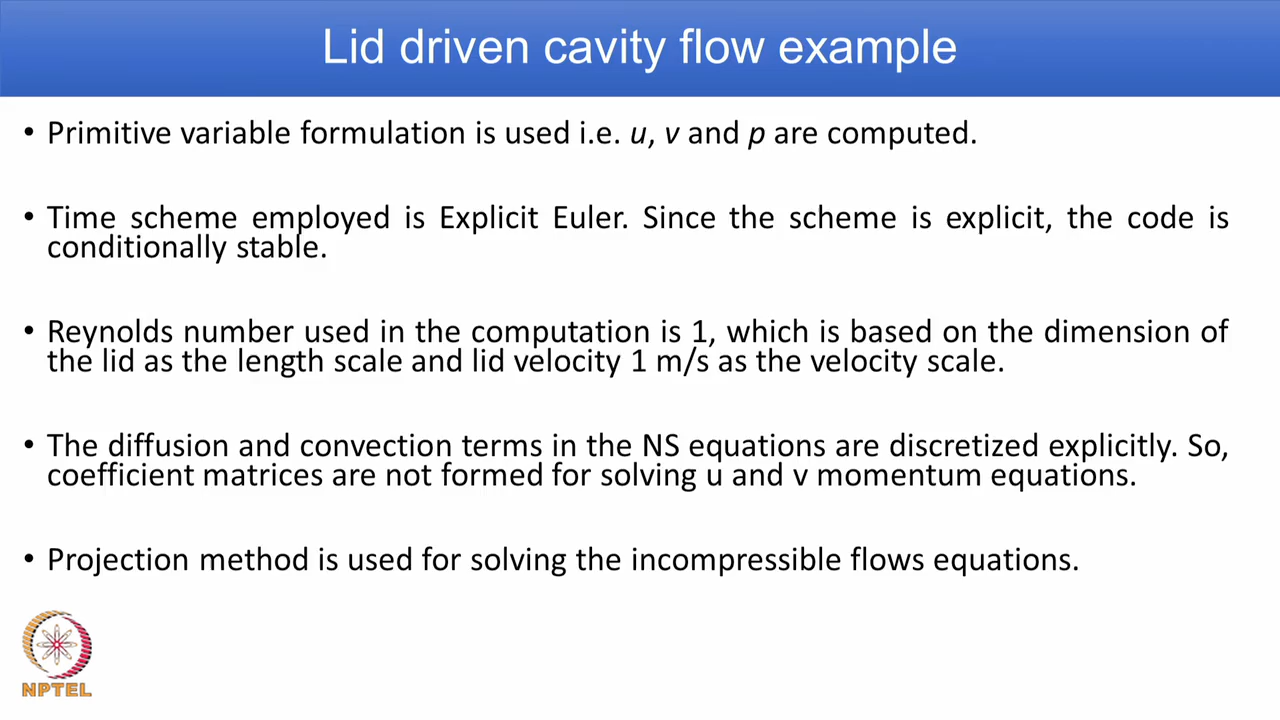 Lid driven cavity flow example
• Primitive variable formulation is used i.e. u, v and p are computed.
• Time scheme employed is Explicit Euler. Since the scheme is explicit, the code is
conditionally stable.
• Reynolds number used in the computation is 1, which is based on the dimension of
the lid as the length scale and lid velocity 1 m/s as the velocity scale.
• The diffusion and convection terms in the NS equations are discretized explicitly. So,
coefficient matrices are not formed for solving u and v momentum equations.
• Projection method is used for solving the incompressible flows equations.
NPTEL